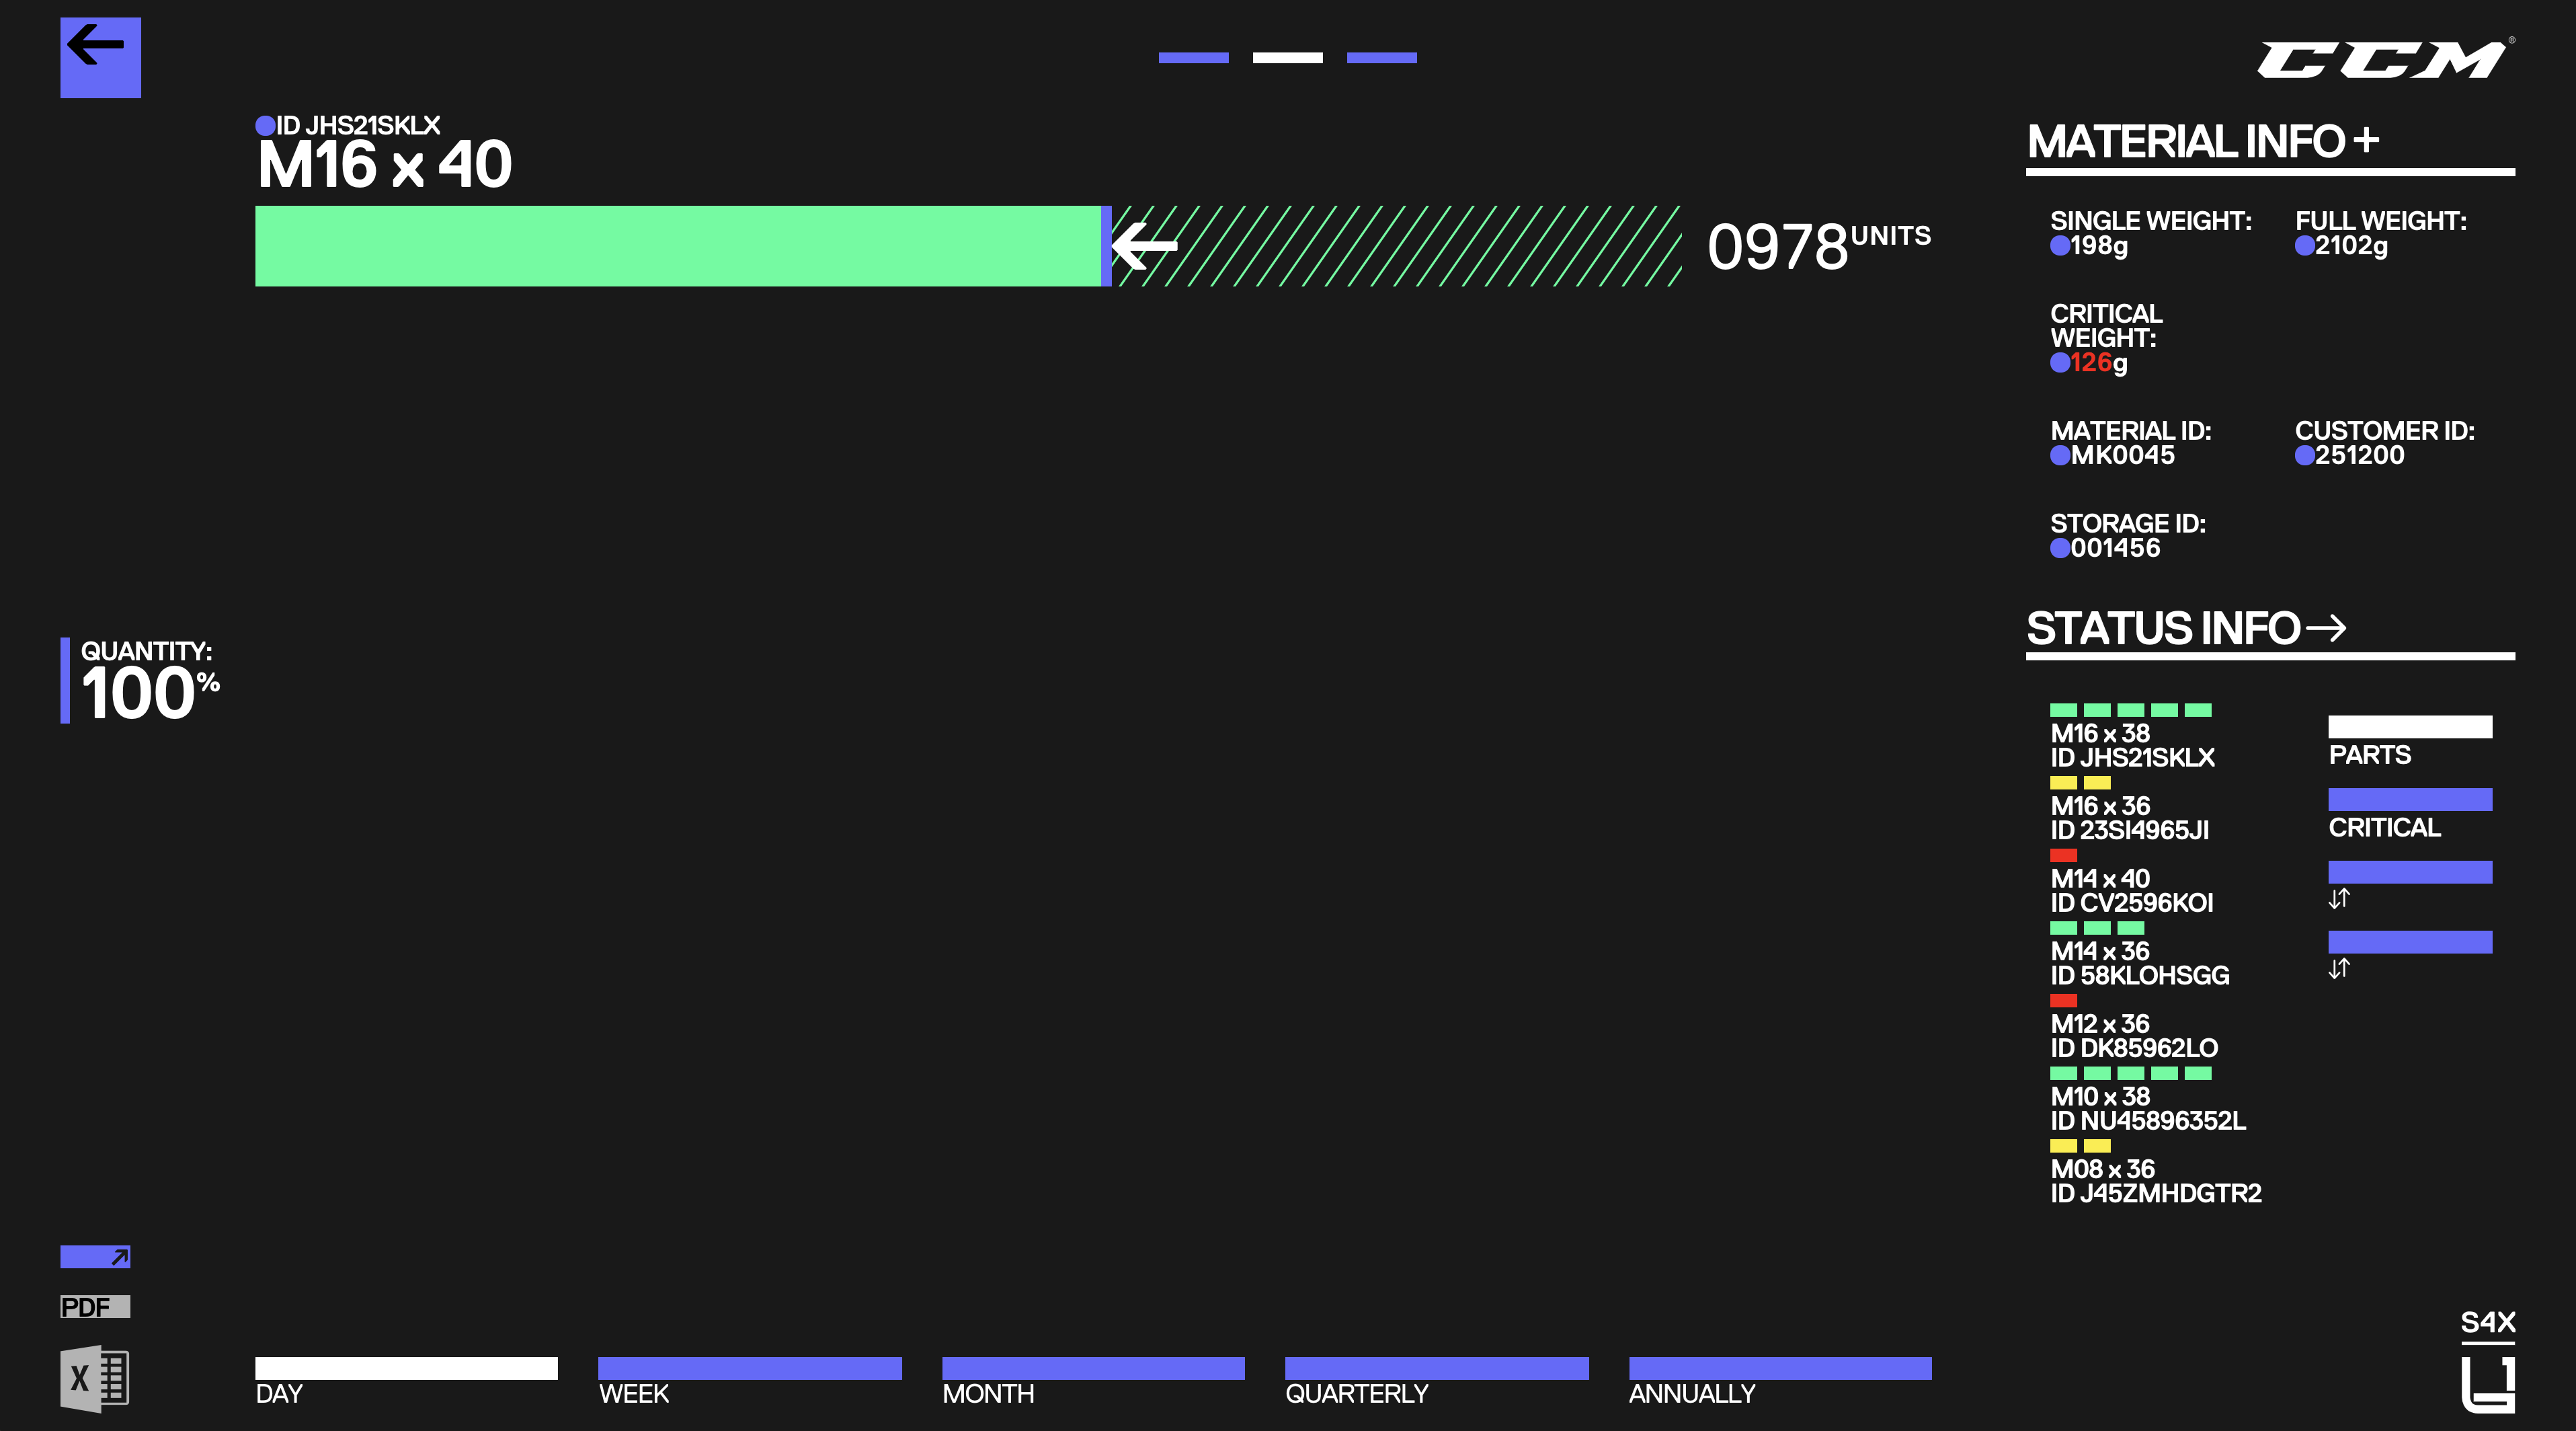 CCM®
ID JHS21SKLX
M16 x 40
0978 UNITS
QUANTITY:
100%
PDF
X
DAY
WEEK
MONTH
QUARTERLY
ANNUALLY
MATERIAL INFO +
SINGLE WEIGHT:
198g
FULL WEIGHT:
2102g
CRITICAL
WEIGHT:
126g
MATERIAL ID:
MK0045
CUSTOMER ID:
251200
STORAGE ID:
001456
STATUS INFO →
M16 x 38
ID JHS21SKLX
M16 x 36
ID 23SI4965JI
M14 x 40
ID CV2596KOI
M14 x 36
ID 58KLOHSGG
M12 x 36
ID DK85962LO
M10 x 38
ID NU45896352L
M08 x 36
ID J45ZMHDGTR2
PARTS
CRITICAL
S4X